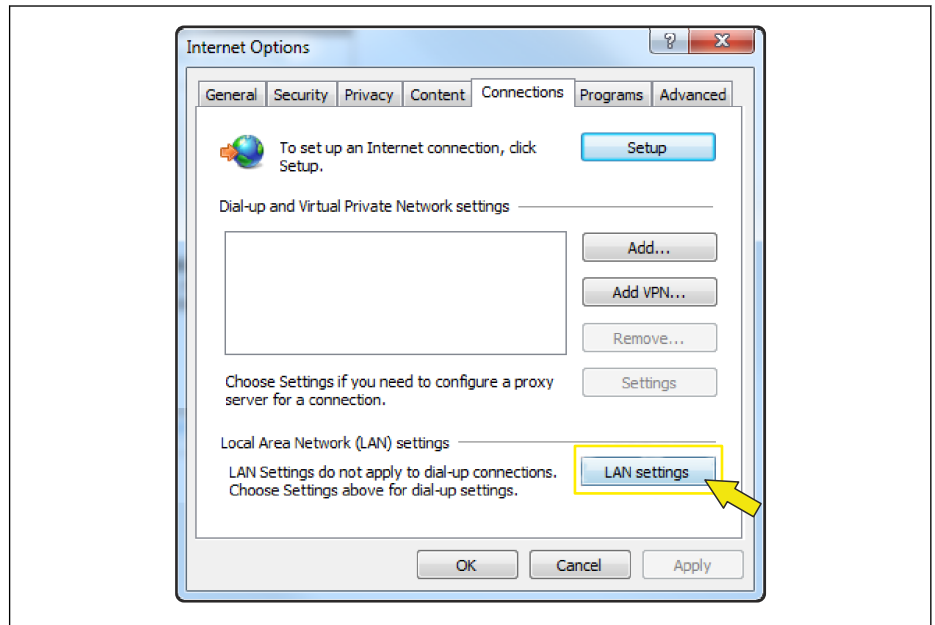 Internet Options
General Security Privacy Content Connections Programs Advanced
To set up an Internet connection, click
Setup.
Setup
Dial-up and Virtual Private Network settings
Add...
Add VPN...
Remove...
Choose Settings if you need to configure a proxy
server for a connection.
Settings
Local Area Network (LAN) settings
LAN Settings do not apply to dial-up connections.
Choose Settings above for dial-up settings.
LAN settings
OK Cancel Apply